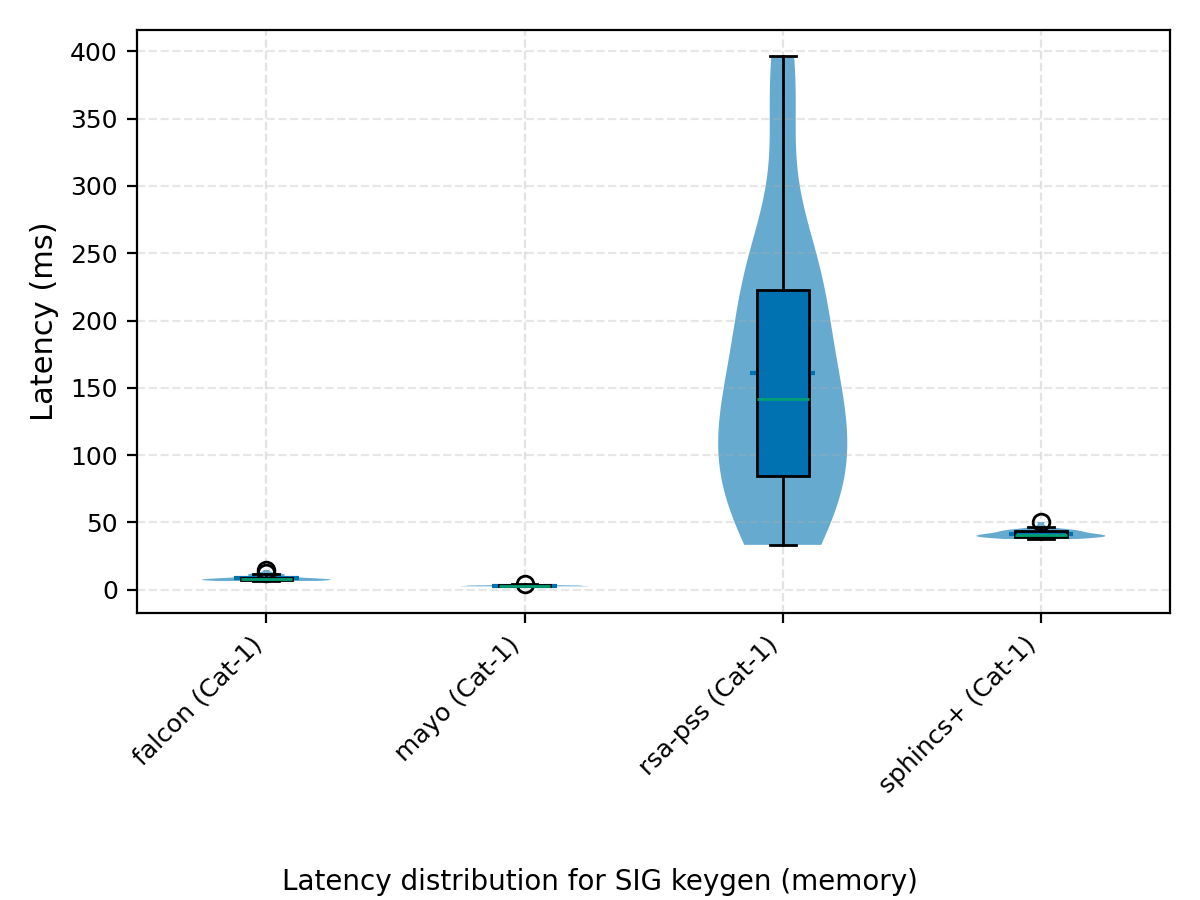 400
350
300
250
200
150
100
50
0
Latency (ms)
falcon (Cat-1)
mayo (Cat-1)
rsa-pss (Cat-1)
sphincs+ (Cat-1)
Latency distribution for SIG keygen (memory)